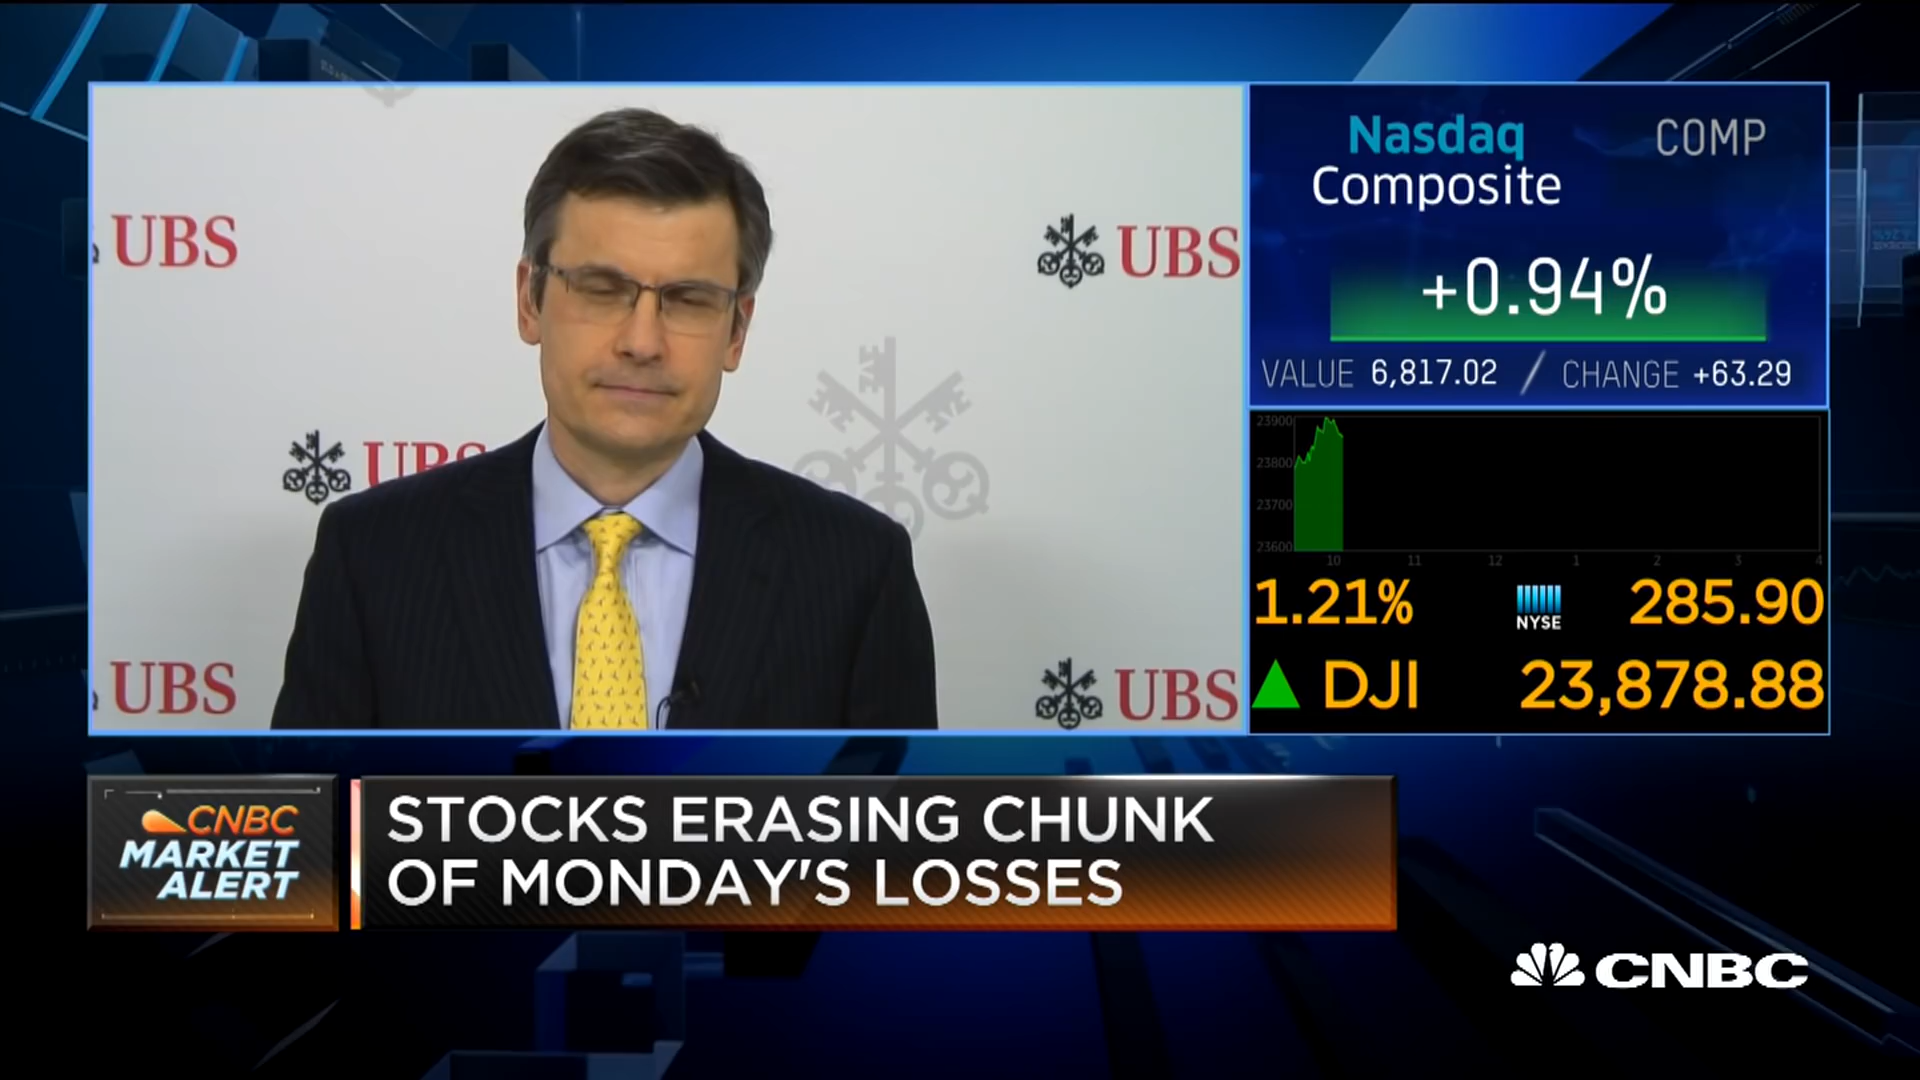 UBS
UBS
UBS
UBS
UBS
Nasdaq
Composite
COMP
+0.94%
VALUE 6,817.02 / CHANGE +63.29
23900
23800
23700
23600
10 11 12 1 2 3 4
1.21% NYSE 285.90
DJI 23,878.88
CNBC
MARKET
ALERT
STOCKS ERASING CHUNK
OF MONDAY'S LOSSES
CNBC